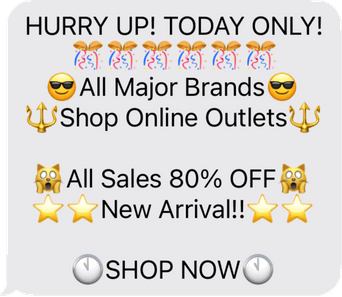 HURRY UP! TODAY ONLY!
🎊🎊🎊🎊🎊🎊
😎All Major Brands😎
🔱Shop Online Outlets🔱
🙀All Sales 80% OFF🙀
⭐⭐New Arrival!!⭐⭐
🕛SHOP NOW🕛